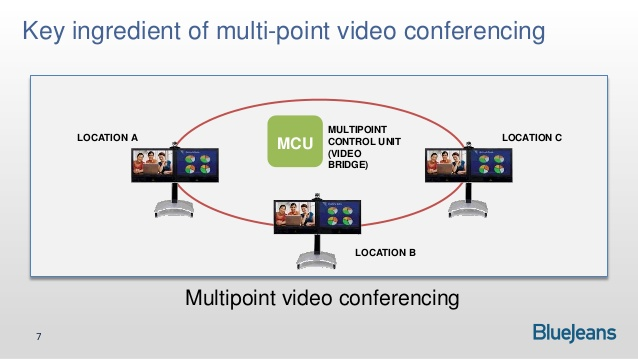 Key ingredient of multi-point video conferencing
LOCATION A
MCU
MULTIPOINT
CONTROL UNIT
(VIDEO
BRIDGE)
LOCATION C
LOCATION B
Multipoint video conferencing
7
BlueJeans